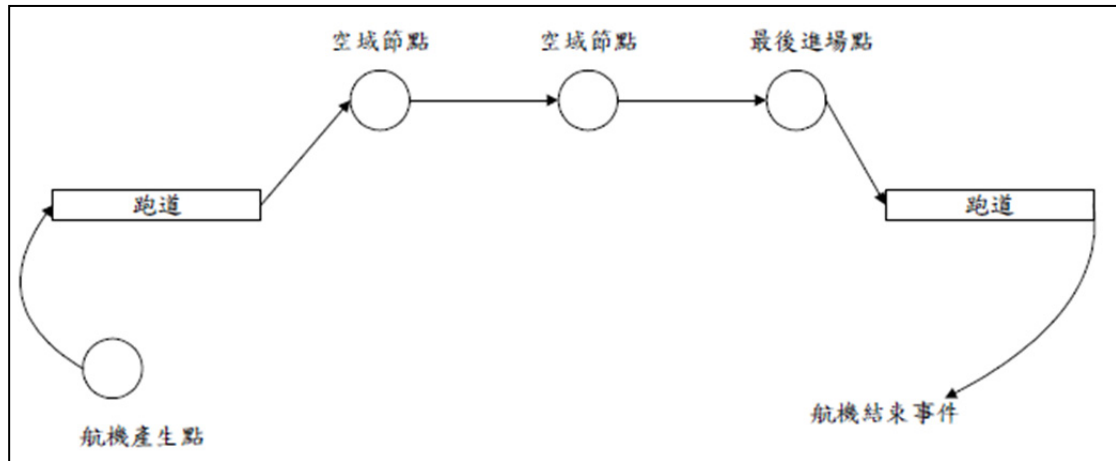 空域節點
空域節點
最後進場點
跑道
跑道
航機產生點
航機結束事件